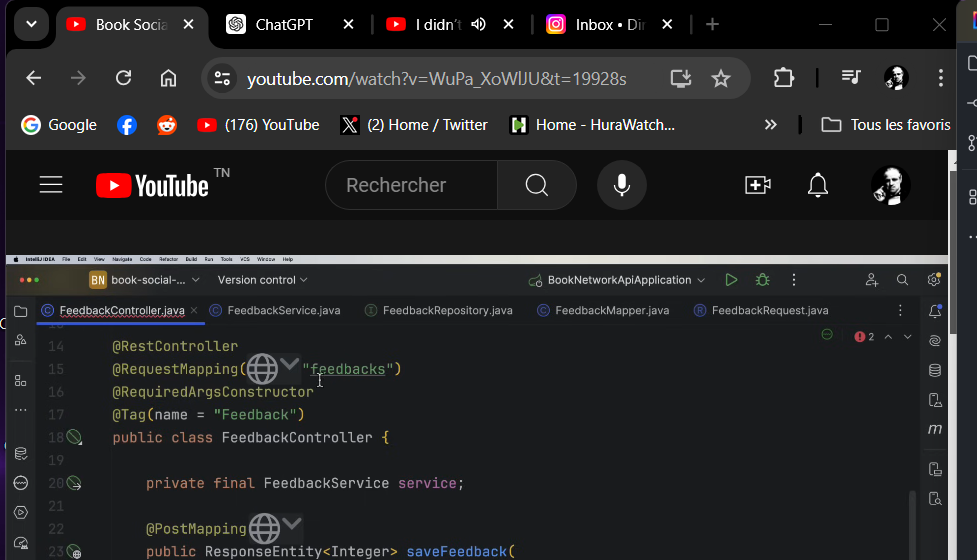 Book Socia
ChatGPT
I didn't
Inbox • Dir
youtube.com/watch?v=WuPa_XoWlJU&t=19928s
Google
(176) YouTube
(2) Home / Twitter
Home - HuraWatch...
Tous les favoris
YouTube TN
Rechercher
IntelliJ IDEA File Edit View Navigate Code Refactor Build Run Tools VCS Window Help
BN book-social-... Version control
BookNetworkApiApplication
FeedbackController.java
FeedbackService.java
FeedbackRepository.java
FeedbackMapper.java
FeedbackRequest.java
2
14 @RestController
15 @RequestMapping( "feedbacks")
16 @RequiredArgsConstructor
17 @Tag(name = "Feedback")
18 public class FeedbackController {
19
20 private final FeedbackService service;
21
22 @PostMapping
23 public ResponseEntity<Integer> saveFeedback(